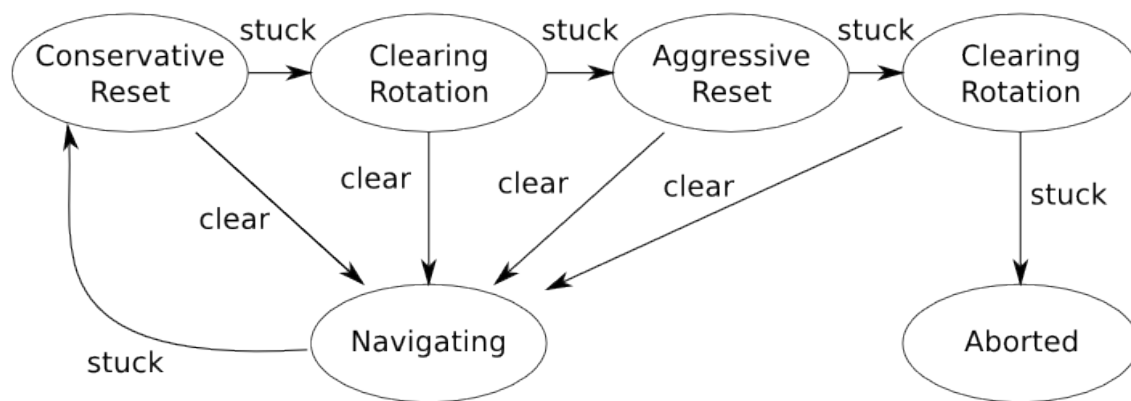 stuck
stuck
stuck
Conservative
Reset
Clearing
Rotation
Aggressive
Reset
Clearing
Rotation
clear
clear
clear
clear
stuck
Navigating
Aborted
stuck